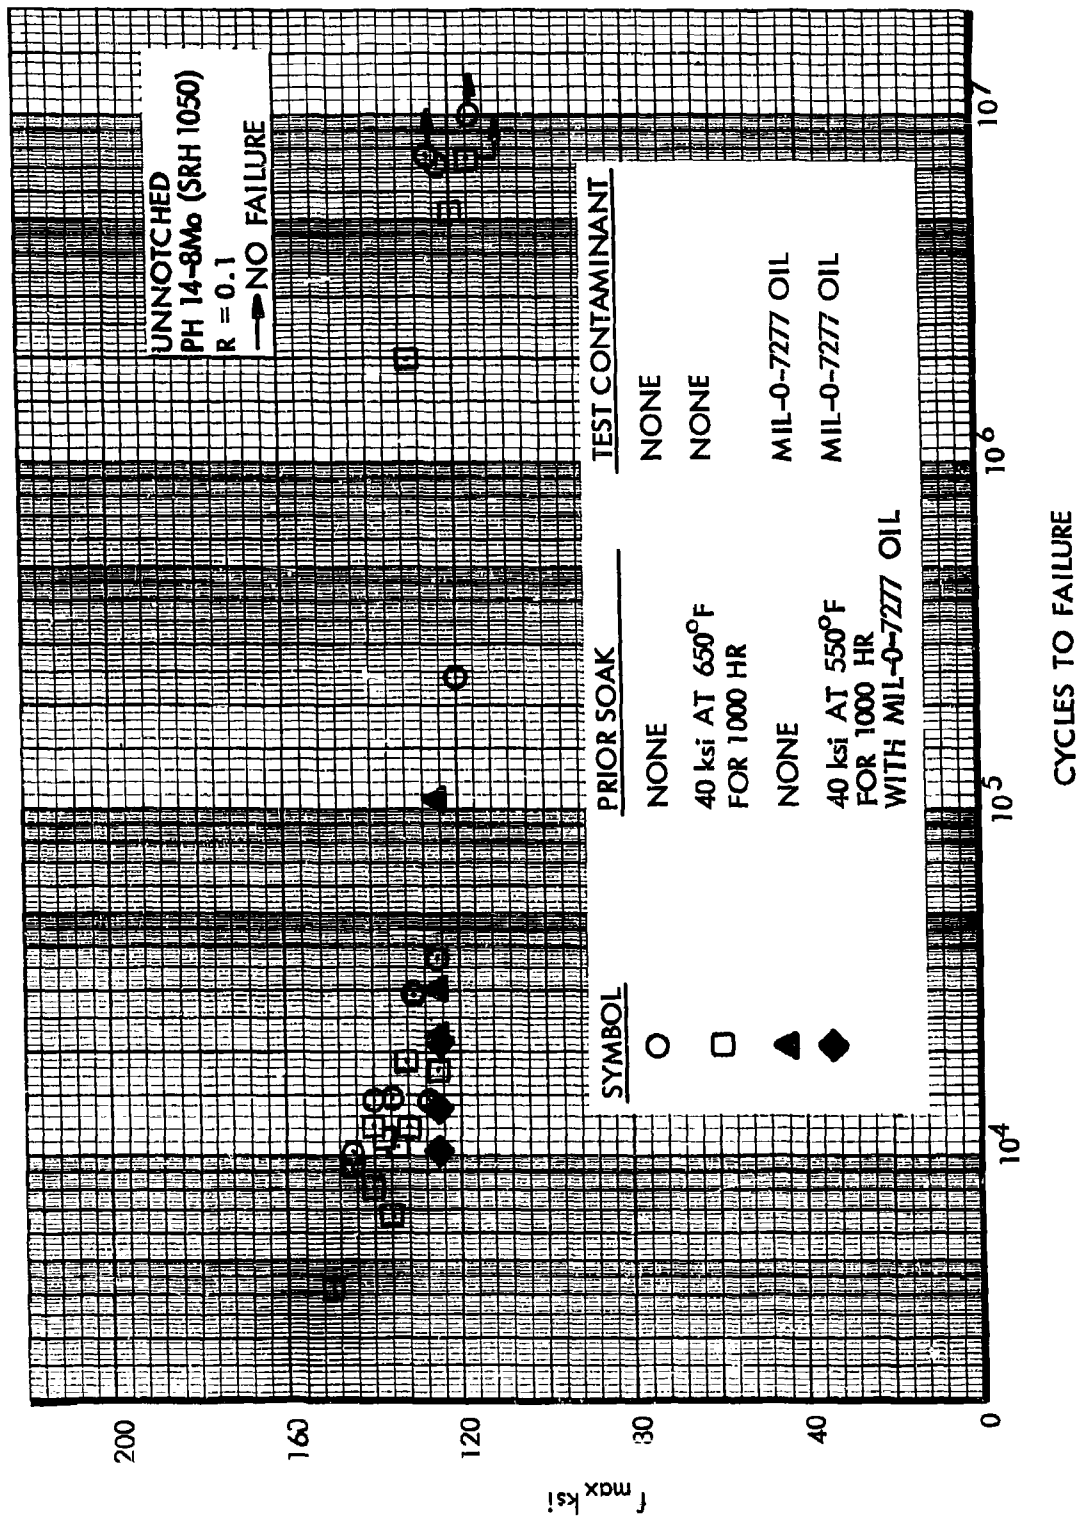 UNNOTCHED
PH 14-8Mo (SRH 1050)
R = 0.1
NO FAILURE
SYMBOL PRIOR SOAK TEST CONTAMINANT
NONE NONE
40 ksi AT 650°F NONE
FOR 1000 HR
NONE MIL-O-7277 OIL
40 ksi AT 550°F MIL-O-7277 OIL
FOR 1000 HR
WITH MIL-O-7277 OIL
f max ksi
200
160
120
80
40
0
10^4
10^5
10^6
10^7
CYCLES TO FAILURE